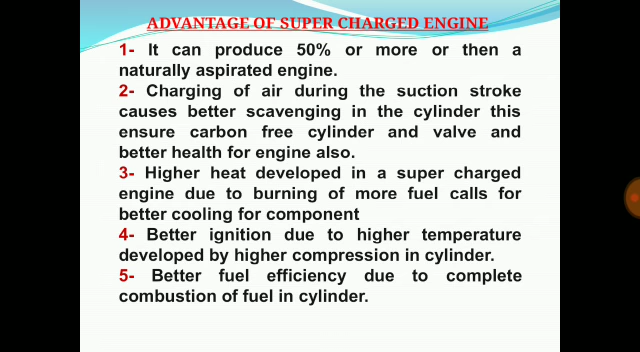 ADVANTAGE OF SUPER CHARGED ENGINE
1- It can produce 50% or more or then a
naturally aspirated engine.
2- Charging of air during the suction stroke
causes better scavenging in the cylinder this
ensure carbon free cylinder and valve and
better health for engine also.
3- Higher heat developed in a super charged
engine due to burning of more fuel calls for
better cooling for component
4- Better ignition due to higher temperature
developed by higher compression in cylinder.
5- Better fuel efficiency due to complete
combustion of fuel in cylinder.